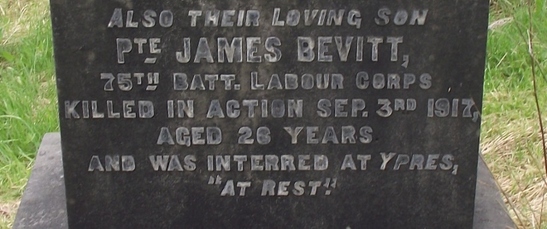 ALSO THEIR LOVING SON
PTE JAMES BEVITT,
75TH BATT. LABOUR CORPS
KILLED IN ACTION SEP. 3RD 1917,
AGED 26 YEARS.
AND WAS INTERRED AT YPRES,
"AT REST."